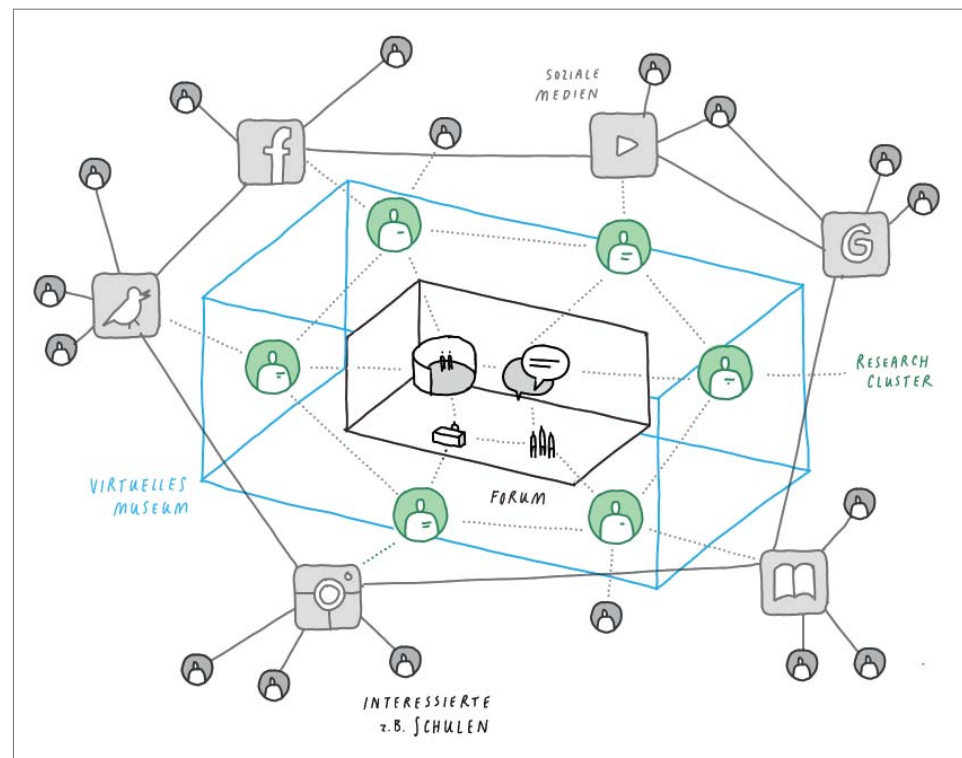 SOZIALE
MEDIEN
f
G
RESEARCH
CLUSTER
VIRTUELLES
MUSEUM
FORUM
INTERESSIERTE
z.B. SCHULEN